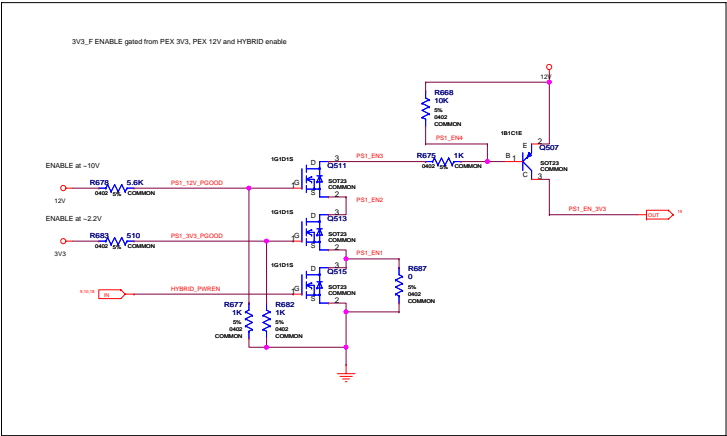 3V3_F ENABLE gated from PEX 3V3, PEX 12V and HYBRID enable
12V
R668
10K
5%
0402
COMMON
1B1C1E
PS1_EN4
E 2
Q507
R675 1K
B 1
0402 5% COMMON
SOT23
COMMON
C 3
1G1D1S
D 3
PS1_EN3
Q511
ENABLE at ~10V
R678 5.6K
PS1_12V_PGOOD
1 G
0402 5% COMMON
S 2
SOT23
COMMON
12V
PS1_EN2
PS1_EN_3V3
OUT
ENABLE at ~2.2V
1G1D1S
D 3
Q513
R683 510
PS1_3V3_PGOOD
1 G
0402 5% COMMON
S 2
SOT23
COMMON
3V3
PS1_EN1
1G1D1S
D 3
Q515
R687
0
5%
0402
COMMON
IN
HYBRID_PWREN
1 G
S 2
SOT23
COMMON
R677
1K
5%
0402
COMMON
R682
1K
5%
0402
COMMON